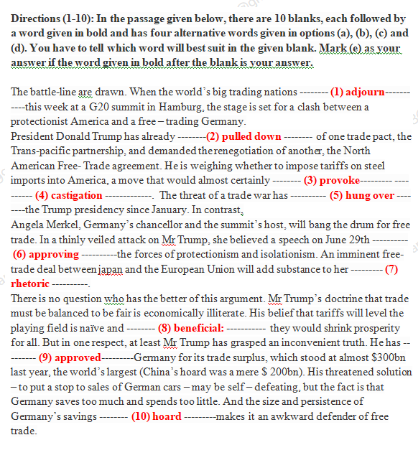 Directions (1-10): In the passage given below, there are 10 blanks, each followed by
a word given in bold and has four alternative words given in options (a), (b), (c) and
(d). You have to tell which word will best suit in the given blank. Mark (e) as your
answer if the word given in bold after the blank is your answer.
The battle-line are drawn. When the world's big trading nations -------- (1) adjourn-------
----this week at a G20 summit in Hamburg, the stage is set for a clash between a
protectionist America and a free – trading Germany.
President Donald Trump has already --------(2) pulled down -------- of one trade pact, the
Trans-pacific partnership, and demanded the renegotiation of another, the North
American Free- Trade agreement. He is weighing whether to impose tariffs on steel
imports into America, a move that would almost certainly -------- (3) provoke---------
------ (4) castigation -------------. The threat of a trade war has ---------- (5) hung over ----
----the Trump presidency since January. In contrast,
Angela Merkel, Germany's chancellor and the summit's host, will bang the drum for free
trade. In a thinly veiled attack on Mr Trump, she believed a speech on June 29th ----------
(6) approving ----------the forces of protectionism and isolationism. An imminent free-
trade deal between japan and the European Union will add substance to her --------- (7)
rhetoric ----------.
There is no question who has the better of this argument. Mr Trump's doctrine that trade
must be balanced to be fair is economically illiterate. His belief that tariffs will level the
playing field is naïve and -------- (8) beneficial: ----------- they would shrink prosperity
for all. But in one respect, at least Mr Trump has grasped an inconvenient truth. He has --
------- (9) approved---------Germany for its trade surplus, which stood at almost $300bn
last year, the world's largest (China's hoard was a mere $ 200bn). His threatened solution
– to put a stop to sales of German cars – may be self – defeating, but the fact is that
Germany saves too much and spends too little. And the size and persistence of
Germany's savings -------- (10) hoard ---------makes it an awkward defender of free
trade.